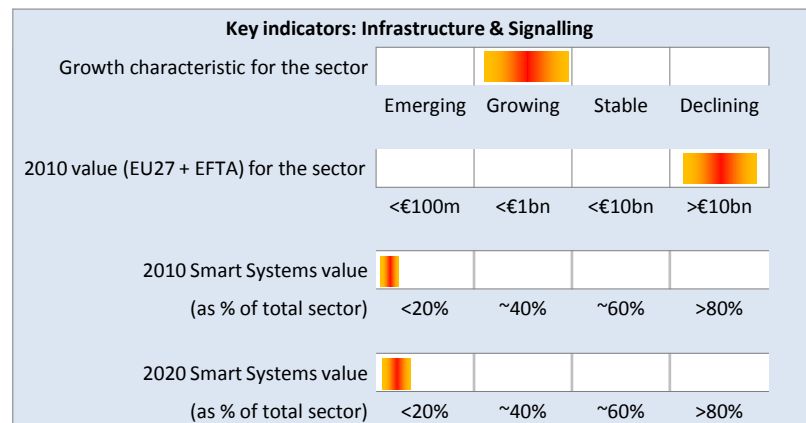 Key indicators: Infrastructure & Signalling
Growth characteristic for the sector
Emerging Growing Stable Declining
2010 value (EU27 + EFTA) for the sector
<€100m <€1bn <€10bn >€10bn
2010 Smart Systems value
(as % of total sector) <20% ~40% ~60% >80%
2020 Smart Systems value
(as % of total sector) <20% ~40% ~60% >80%